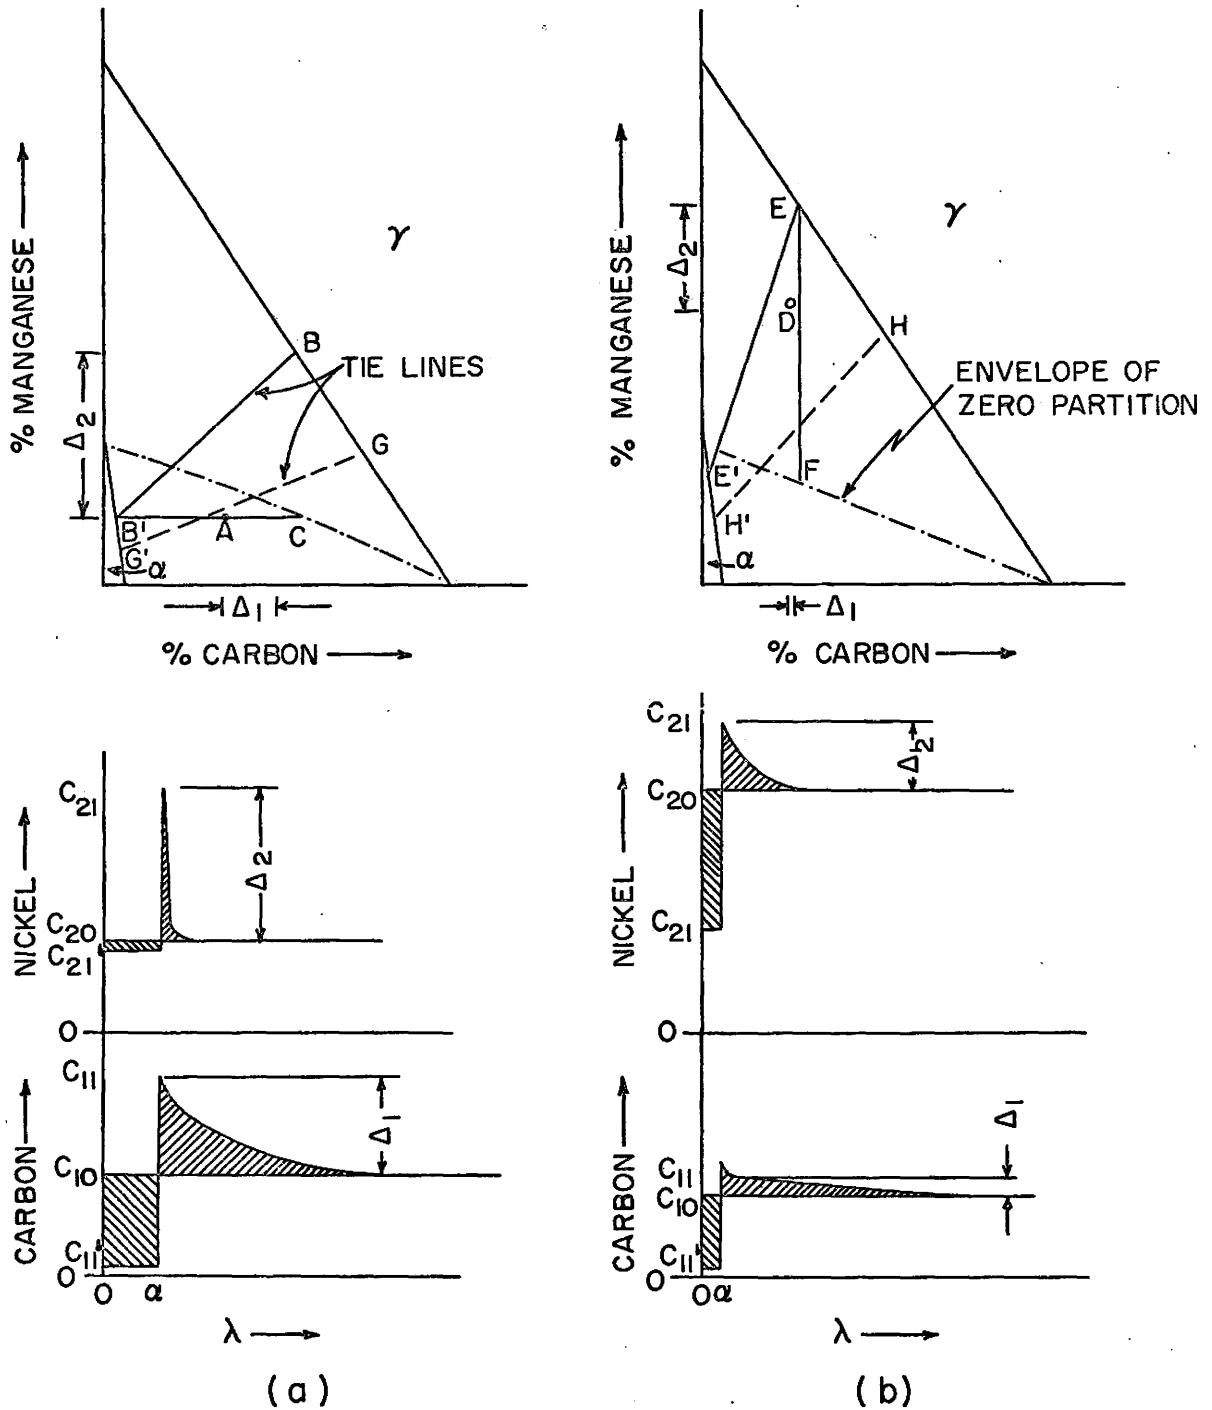 % MANGANESE
γ
B
TIE LINES
Δ2
G
B'
A
C
G'
α
Δ1
% CARBON
% MANGANESE
E
γ
Δ2
D
H
ENVELOPE OF
ZERO PARTITION
E'
F
H'
α
Δ1
% CARBON
NICKEL
C21
Δ2
C20
C21'
0
CARBON
C11
Δ1
C10
C11'
0
0 α
λ
(a)
NICKEL
C21
Δ2
C20
C21
0
CARBON
Δ1
C11
C10
C11'
0
0 α
λ
(b)